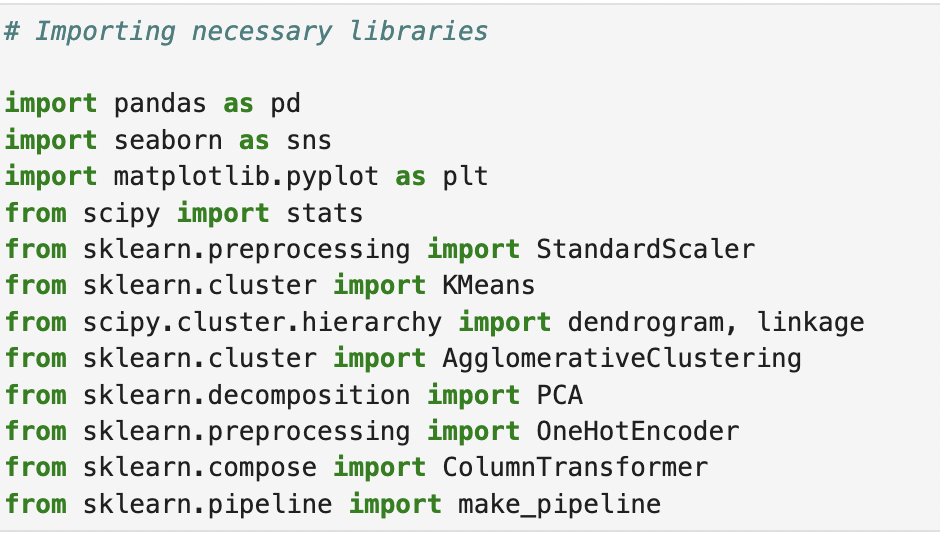 # Importing necessary libraries
import pandas as pd
import seaborn as sns
import matplotlib.pyplot as plt
from scipy import stats
from sklearn.preprocessing import StandardScaler
from sklearn.cluster import KMeans
from scipy.cluster.hierarchy import dendrogram, linkage
from sklearn.cluster import AgglomerativeClustering
from sklearn.decomposition import PCA
from sklearn.preprocessing import OneHotEncoder
from sklearn.compose import ColumnTransformer
from sklearn.pipeline import make_pipeline